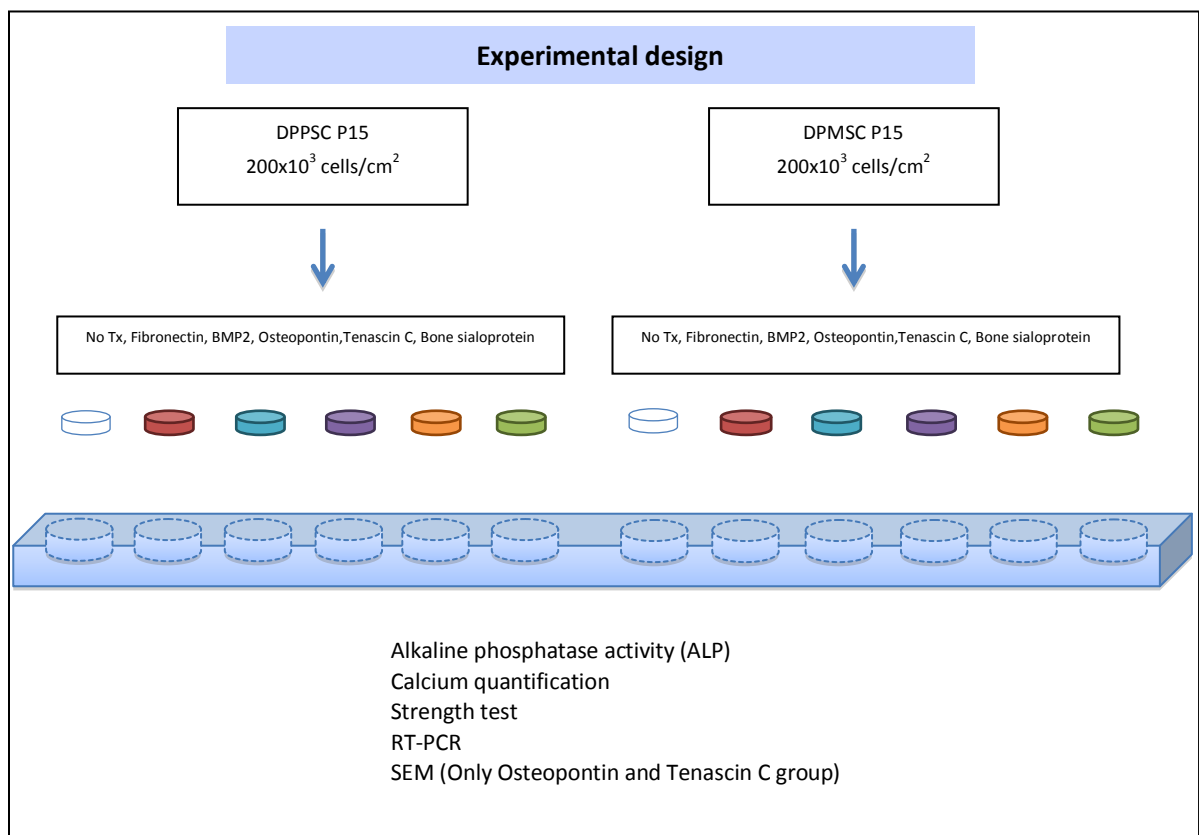 Experimental design
DPPSC P15
200x10³ cells/cm²
DPMSC P15
200x10³ cells/cm²
No Tx, Fibronectin, BMP2, Osteopontin,Tenascin C, Bone sialoprotein
No Tx, Fibronectin, BMP2, Osteopontin,Tenascin C, Bone sialoprotein
Alkaline phosphatase activity (ALP)
Calcium quantification
Strength test
RT-PCR
SEM (Only Osteopontin and Tenascin C group)